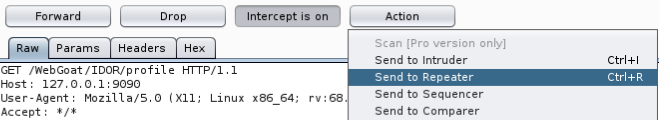 Forward Drop Intercept is on Action
Scan [Pro version only]
Raw Params Headers Hex
Send to Intruder Ctrl+I
GET /WebGoat/IDOR/profile HTTP/1.1
Send to Repeater Ctrl+R
Host: 127.0.0.1:9090
Send to Sequencer
User-Agent: Mozilla/5.0 (X11; Linux x86_64; rv:68.
Send to Comparer
Accept: */*